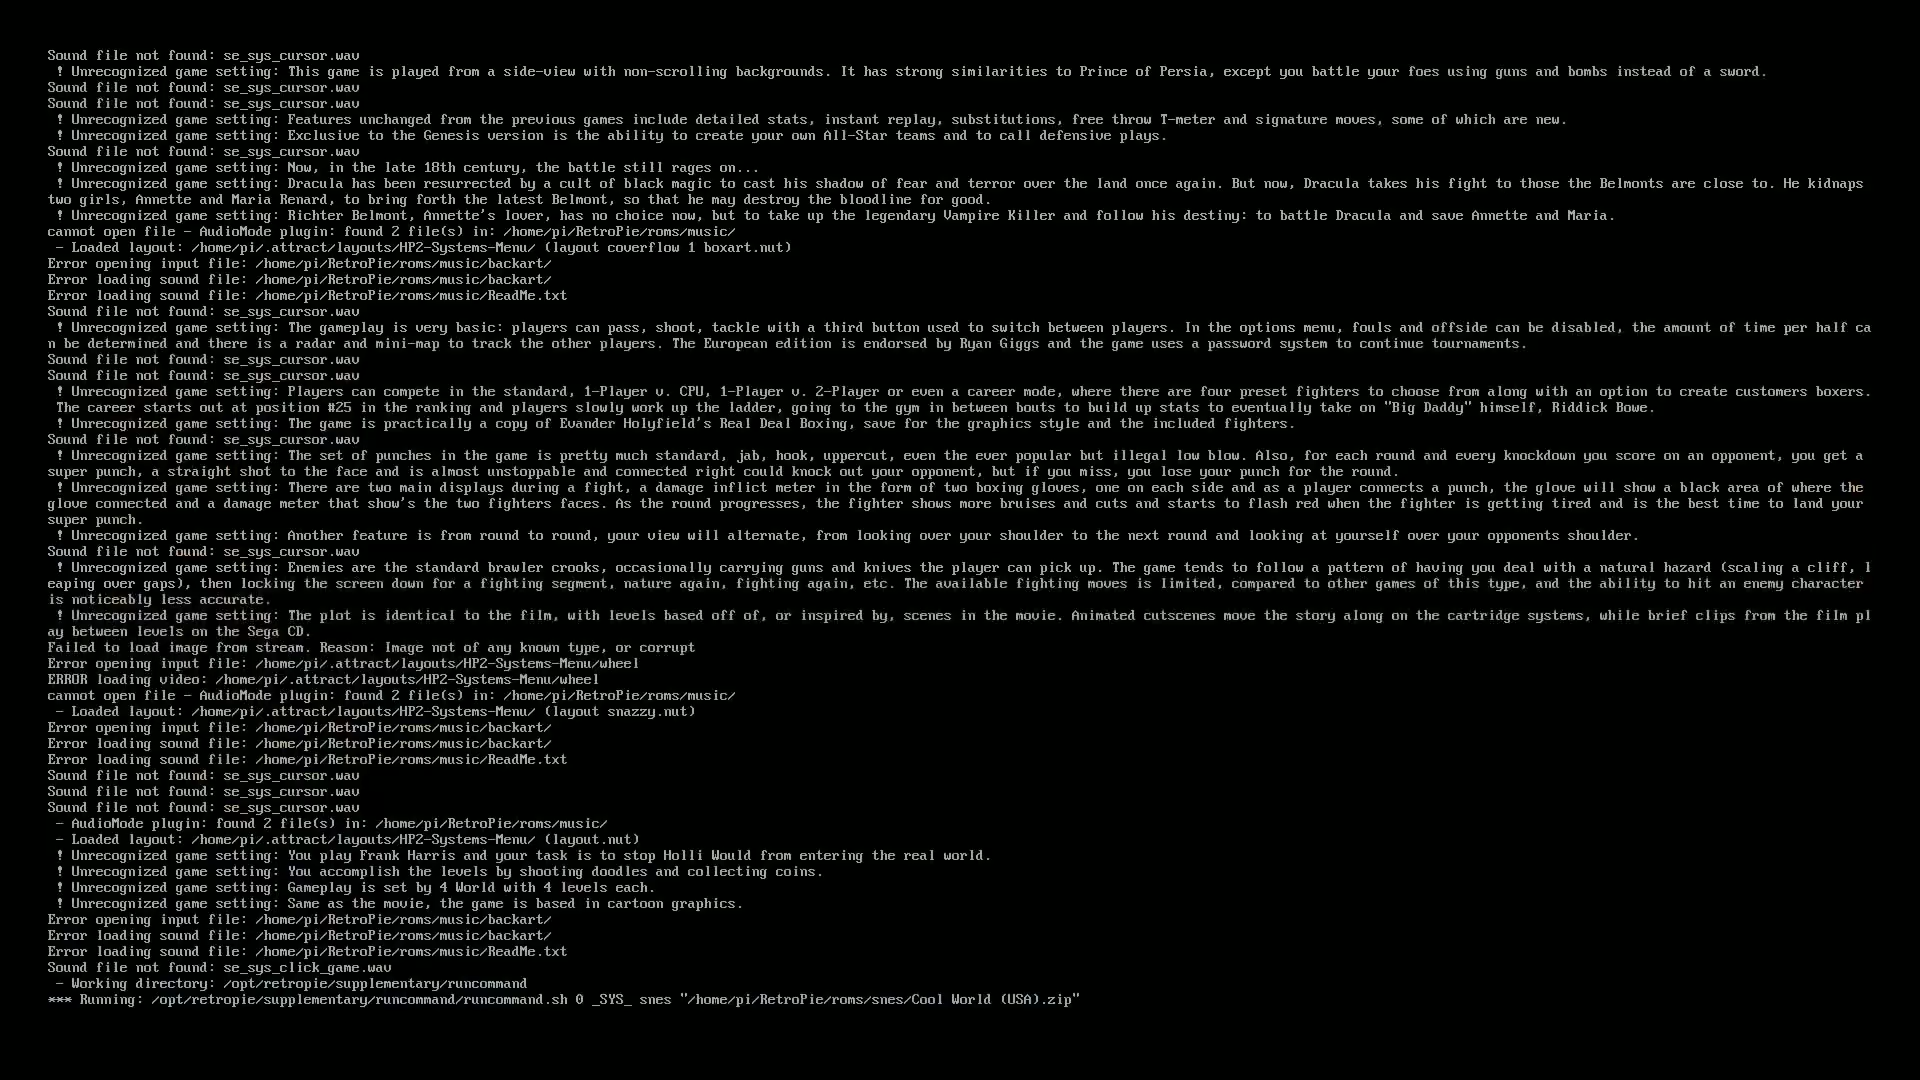 Sound file not found: se_sys_cursor.wav
 ! Unrecognized game setting: This game is played from a side-view with non-scrolling backgrounds. It has strong similarities to Prince of Persia, except you battle your foes using guns and bombs instead of a sword.
Sound file not found: se_sys_cursor.wav
Sound file not found: se_sys_cursor.wav
 ! Unrecognized game setting: Features unchanged from the previous games include detailed stats, instant replay, substitutions, free throw T-meter and signature moves, some of which are new.
 ! Unrecognized game setting: Exclusive to the Genesis version is the ability to create your own All-Star teams and to call defensive plays.
Sound file not found: se_sys_cursor.wav
 ! Unrecognized game setting: Now, in the late 18th century, the battle still rages on...
 ! Unrecognized game setting: Dracula has been resurrected by a cult of black magic to cast his shadow of fear and terror over the land once again. But now, Dracula takes his fight to those the Belmonts are close to. He kidnaps
two girls, Annette and Maria Renard, to bring forth the latest Belmont, so that he may destroy the bloodline for good.
 ! Unrecognized game setting: Richter Belmont, Annette's lover, has no choice now, but to take up the legendary Vampire Killer and follow his destiny: to battle Dracula and save Annette and Maria.
cannot open file - AudioMode plugin: found 2 file(s) in: /home/pi/RetroPie/roms/music/
 - Loaded layout: /home/pi/.attract/layouts/HP2-Systems-Menu/ (layout coverflow 1 boxart.nut)
Error opening input file: /home/pi/RetroPie/roms/music/backart/
Error loading sound file: /home/pi/RetroPie/roms/music/backart/
Error loading sound file: /home/pi/RetroPie/roms/music/ReadMe.txt
Sound file not found: se_sys_cursor.wav
 ! Unrecognized game setting: The gameplay is very basic: players can pass, shoot, tackle with a third button used to switch between players. In the options menu, fouls and offside can be disabled, the amount of time per half ca
n be determined and there is a radar and mini-map to track the other players. The European edition is endorsed by Ryan Giggs and the game uses a password system to continue tournaments.
Sound file not found: se_sys_cursor.wav
Sound file not found: se_sys_cursor.wav
 ! Unrecognized game setting: Players can compete in the standard, 1-Player v. CPU, 1-Player v. 2-Player or even a career mode, where there are four preset fighters to choose from along with an option to create customers boxers.
 The career starts out at position #25 in the ranking and players slowly work up the ladder, going to the gym in between bouts to build up stats to eventually take on "Big Daddy" himself, Riddick Bowe.
 ! Unrecognized game setting: The game is practically a copy of Evander Holyfield's Real Deal Boxing, save for the graphics style and the included fighters.
Sound file not found: se_sys_cursor.wav
 ! Unrecognized game setting: The set of punches in the game is pretty much standard, jab, hook, uppercut, even the ever popular but illegal low blow. Also, for each round and every knockdown you score on an opponent, you get a
super punch, a straight shot to the face and is almost unstoppable and connected right could knock out your opponent, but if you miss, you lose your punch for the round.
 ! Unrecognized game setting: There are two main displays during a fight, a damage inflict meter in the form of two boxing gloves, one on each side and as a player connects a punch, the glove will show a black area of where the
glove connected and a damage meter that show's the two fighters faces. As the round progresses, the fighter shows more bruises and cuts and starts to flash red when the fighter is getting tired and is the best time to land your
super punch.
 ! Unrecognized game setting: Another feature is from round to round, your view will alternate, from looking over your shoulder to the next round and looking at yourself over your opponents shoulder.
Sound file not found: se_sys_cursor.wav
 ! Unrecognized game setting: Enemies are the standard brawler crooks, occasionally carrying guns and knives the player can pick up. The game tends to follow a pattern of having you deal with a natural hazard (scaling a cliff, l
eaping over gaps), then locking the screen down for a fighting segment, nature again, fighting again, etc. The available fighting moves is limited, compared to other games of this type, and the ability to hit an enemy character
is noticeably less accurate.
 ! Unrecognized game setting: The plot is identical to the film, with levels based off of, or inspired by, scenes in the movie. Animated cutscenes move the story along on the cartridge systems, while brief clips from the film pl
ay between levels on the Sega CD.
Failed to load image from stream. Reason: Image not of any known type, or corrupt
Error opening input file: /home/pi/.attract/layouts/HP2-Systems-Menu/wheel
ERROR loading video: /home/pi/.attract/layouts/HP2-Systems-Menu/wheel
cannot open file - AudioMode plugin: found 2 file(s) in: /home/pi/RetroPie/roms/music/
 - Loaded layout: /home/pi/.attract/layouts/HP2-Systems-Menu/ (layout snazzy.nut)
Error opening input file: /home/pi/RetroPie/roms/music/backart/
Error loading sound file: /home/pi/RetroPie/roms/music/backart/
Error loading sound file: /home/pi/RetroPie/roms/music/ReadMe.txt
Sound file not found: se_sys_cursor.wav
Sound file not found: se_sys_cursor.wav
Sound file not found: se_sys_cursor.wav
 - AudioMode plugin: found 2 file(s) in: /home/pi/RetroPie/roms/music/
 - Loaded layout: /home/pi/.attract/layouts/HP2-Systems-Menu/ (layout.nut)
 ! Unrecognized game setting: You play Frank Harris and your task is to stop Holli Would from entering the real world.
 ! Unrecognized game setting: You accomplish the levels by shooting doodles and collecting coins.
 ! Unrecognized game setting: Gameplay is set by 4 World with 4 levels each.
 ! Unrecognized game setting: Same as the movie, the game is based in cartoon graphics.
Error opening input file: /home/pi/RetroPie/roms/music/backart/
Error loading sound file: /home/pi/RetroPie/roms/music/backart/
Error loading sound file: /home/pi/RetroPie/roms/music/ReadMe.txt
Sound file not found: se_sys_click_game.wav
 - Working directory: /opt/retropie/supplementary/runcommand
*** Running: /opt/retropie/supplementary/runcommand/runcommand.sh 0 _SYS_ snes "/home/pi/RetroPie/roms/snes/Cool World (USA).zip"